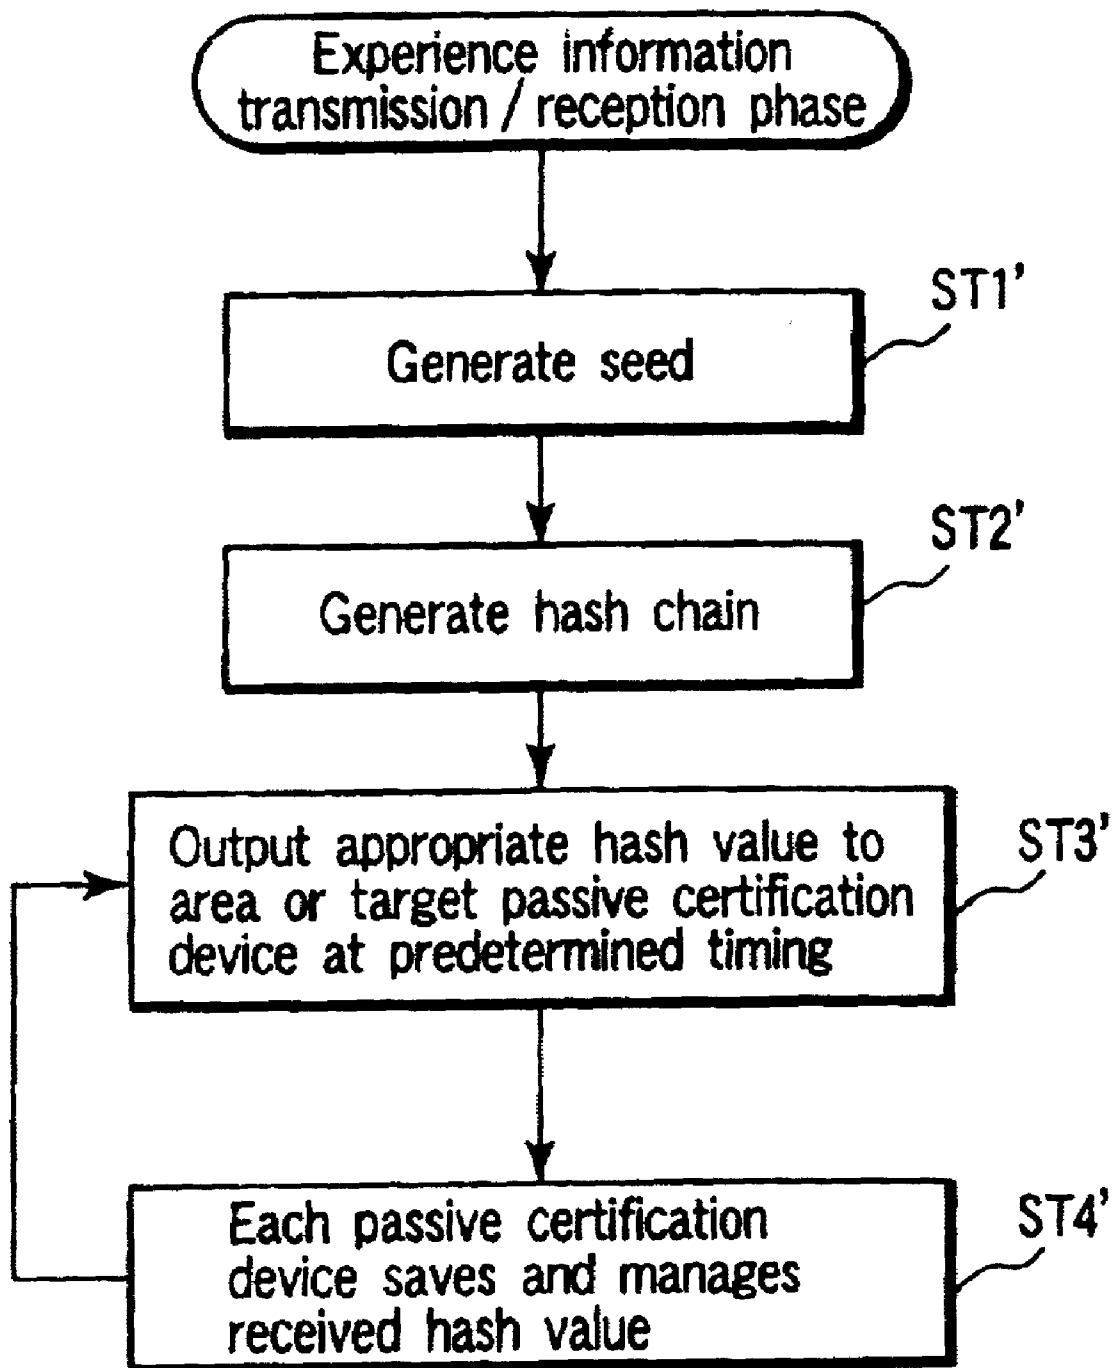 Experience information
transmission / reception phase
ST1'
Generate seed
ST2'
Generate hash chain
ST3'
Output appropriate hash value to
area or target passive certification
device at predetermined timing
ST4'
Each passive certification
device saves and manages
received hash value